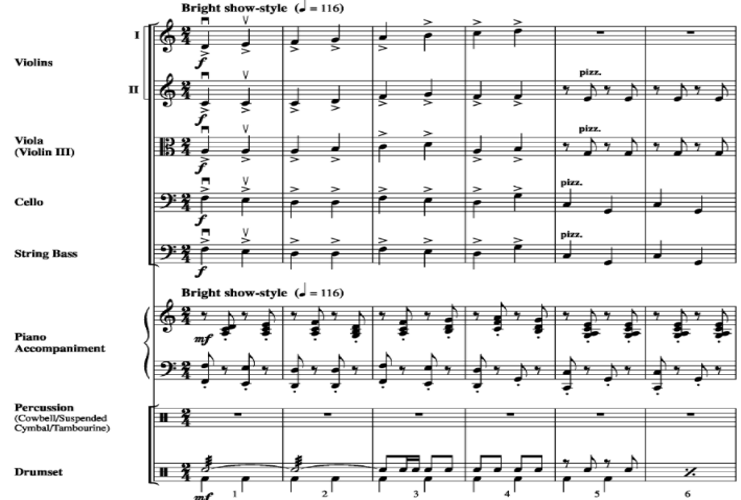 Bright show-style (♩ = 116)
I
Violins
f
II
pizz.
f
Viola
(Violin III)
pizz.
f
Cello
pizz.
f
String Bass
pizz.
f
Bright show-style (♩ = 116)
Piano
Accompaniment
mf
Percussion
(Cowbell/Suspended
Cymbal/Tambourine)
Drumset
mf 1 2 3 4 5 6